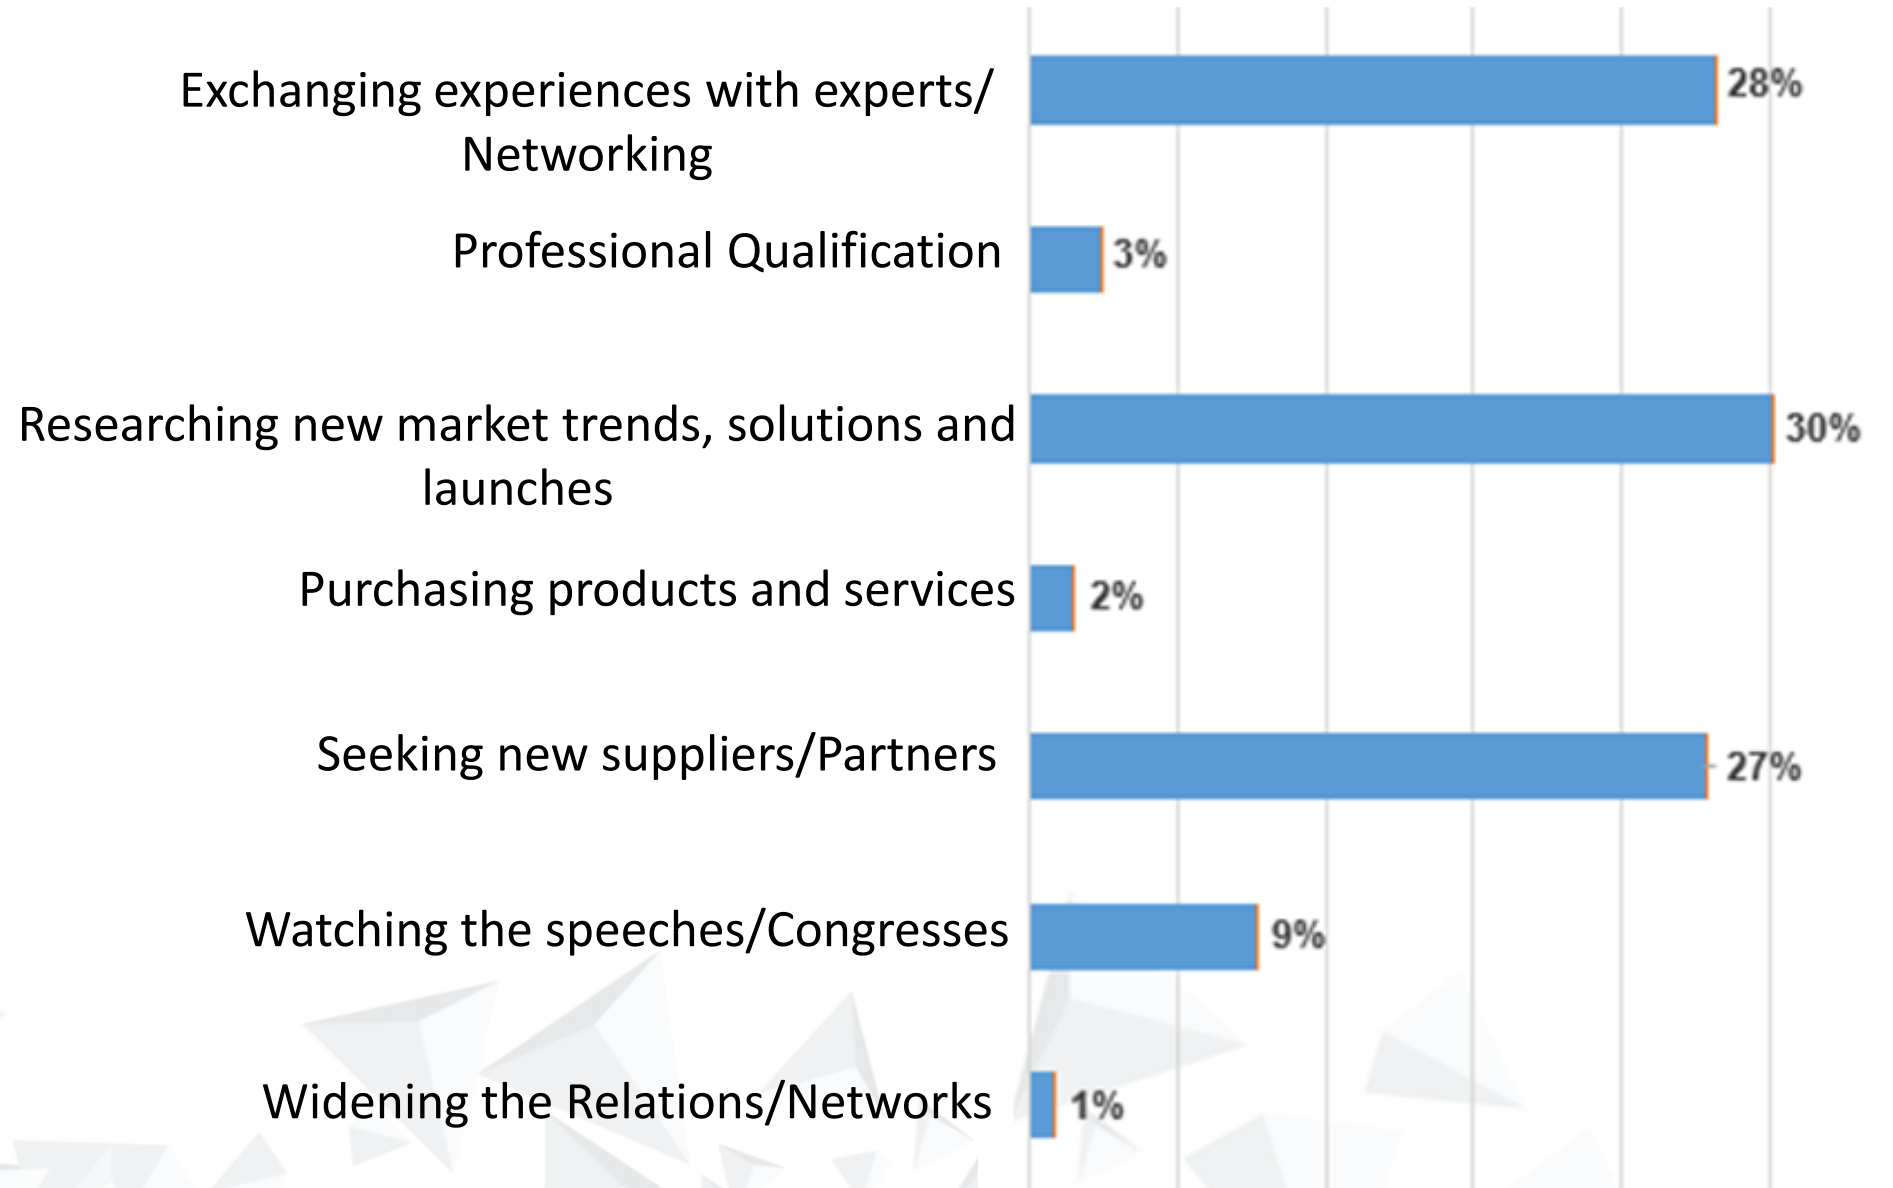 Exchanging experiences with experts/
Networking
28%
Professional Qualification
3%
Researching new market trends, solutions and
launches
30%
Purchasing products and services
2%
Seeking new suppliers/Partners
27%
Watching the speeches/Congresses
9%
Widening the Relations/Networks
1%